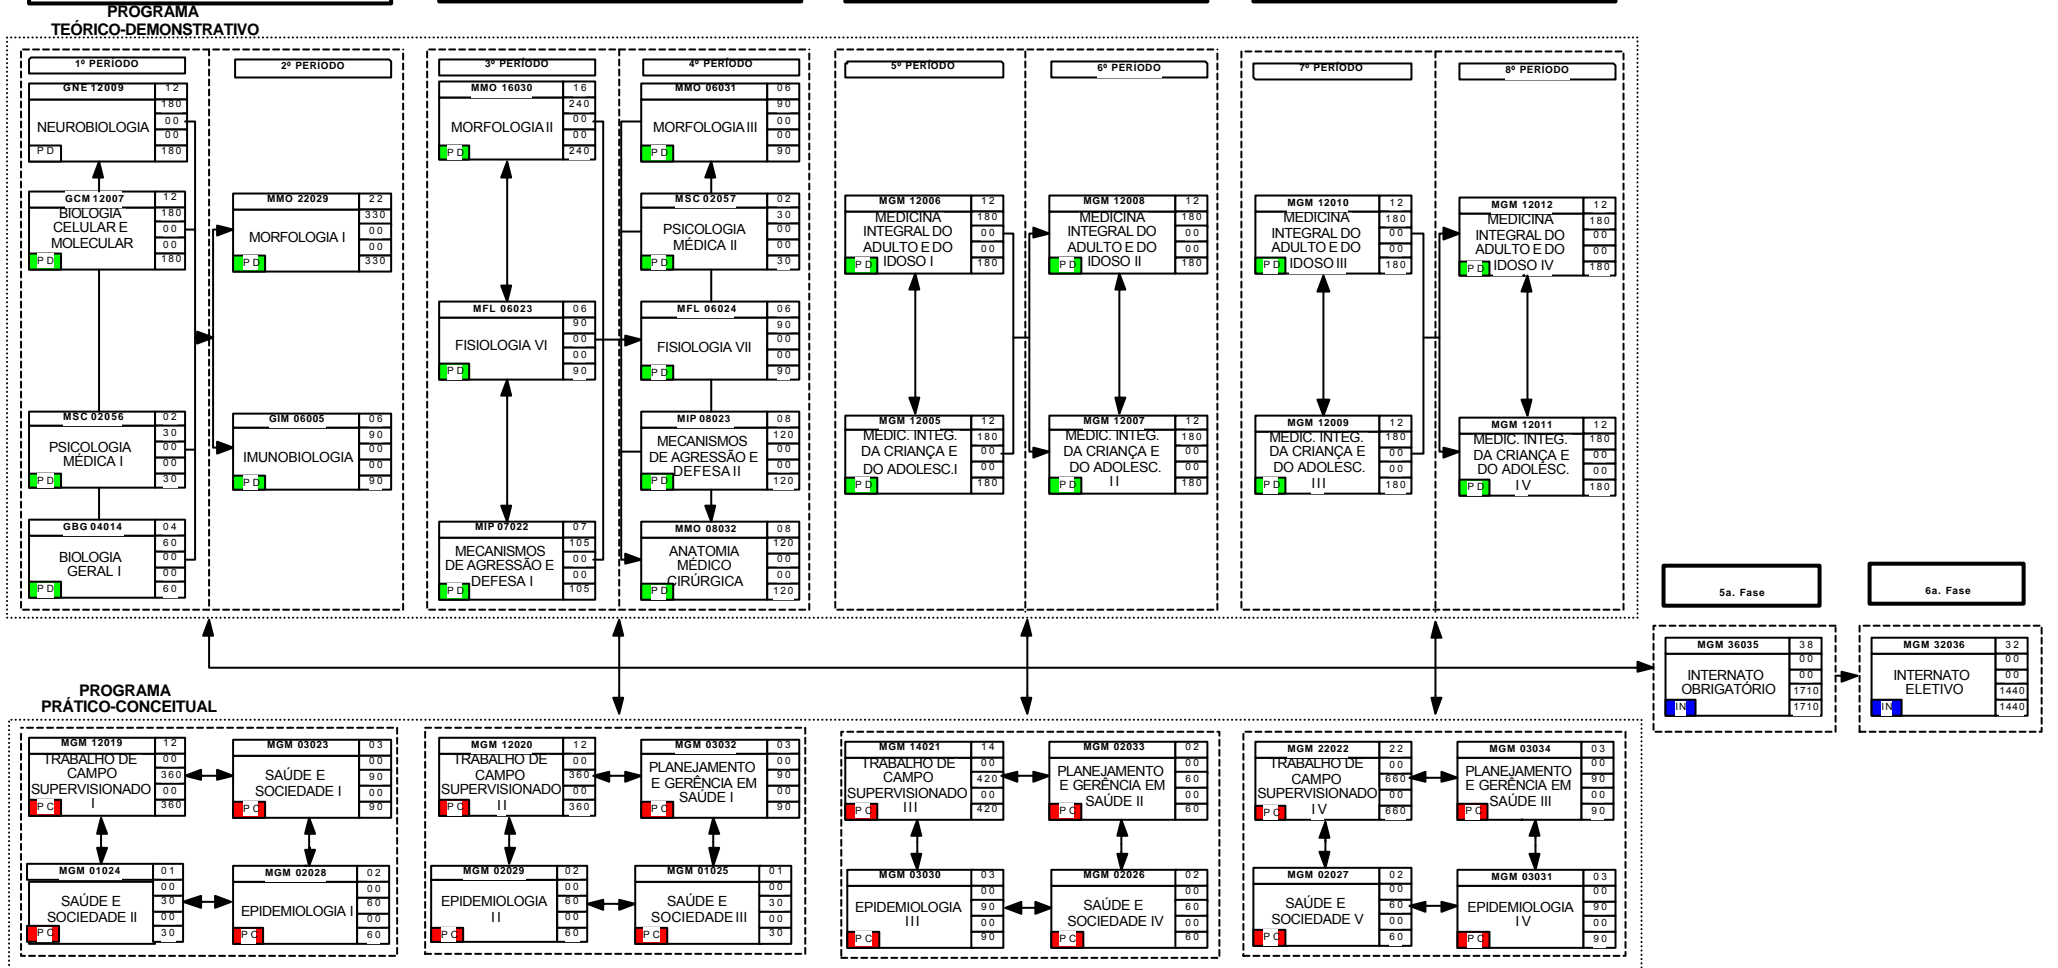 PROGRAMA
TEÓRICO-DEMONSTRATIVO
1º PERÍODO
GNE 12009 12
180
NEUROBIOLOGIA 00
00
PD 180
GCM 12007 12
BIOLOGIA 180
CELULAR E 00
MOLECULAR 00
PD 180
MSC 02056 02
30
PSICOLOGIA 00
MÉDICA I 00
PD 30
GBG 04014 04
60
BIOLOGIA 00
GERAL I 00
PD 60
2º PERÍODO
MMO 22029 22
330
MORFOLOGIA I 00
00
PD 330
GIM 06005 06
90
IMUNOBIOLOGIA 00
00
PD 90
3º PERÍODO
MMO 16030 16
240
MORFOLOGIA II 00
00
PD 240
MFL 06023 06
90
FISIOLOGIA VI 00
00
PD 90
MIP 07022 07
MECANISMOS 105
DE AGRESSÃO E 00
DEFESA I 00
PD 105
4º PERÍODO
MMO 06031 06
90
MORFOLOGIA III 00
00
PD 90
MSC 02057 02
30
PSICOLOGIA 00
MÉDICA II 00
PD 30
MFL 06024 06
90
FISIOLOGIA VII 00
00
PD 90
MIP 08023 08
MECANISMOS 120
DE AGRESSÃO E 00
DEFESA II 00
PD 120
MMO 08032 08
ANATOMIA 120
MÉDICO 00
CIRÚRGICA 00
PD 120
5º PERÍODO
MGM 12006 12
MEDICINA 180
INTEGRAL DO 00
ADULTO E DO 00
PD IDOSO I 180
MGM 12005 12
MEDIC. INTEG. 180
DA CRIANÇA E 00
DO ADOLESC. I 00
PD 180
6º PERÍODO
MGM 12008 12
MEDICINA 180
INTEGRAL DO 00
ADULTO E DO 00
PD IDOSO II 180
MGM 12007 12
MEDIC. INTEG. 180
DA CRIANÇA E 00
DO ADOLESC. 00
PD II 180
7º PERÍODO
MGM 12010 12
MEDICINA 180
INTEGRAL DO 00
ADULTO E DO 00
PD IDOSO III 180
MGM 12009 12
MEDIC. INTEG. 180
DA CRIANÇA E 00
DO ADOLESC. 00
PD III 180
8º PERÍODO
MGM 12012 12
MEDICINA 180
INTEGRAL DO 00
ADULTO E DO 00
PD IDOSO IV 180
MGM 12011 12
MEDIC. INTEG. 180
DA CRIANÇA E 00
DO ADOLESC. 00
PD IV 180
5a. Fase
MGM 36035 38
00
INTERNATO 00
OBRIGATÓRIO 1710
IN 1710
6a. Fase
MGM 32036 32
00
INTERNATO 00
ELETIVO 1440
IN 1440
PROGRAMA
PRÁTICO-CONCEITUAL
MGM 12019 12
TRABALHO DE 00
CAMPO 360
SUPERVISIONADO 00
PC I 360
MGM 03023 03
00
SAÚDE E 90
SOCIEDADE I 00
PC 90
MGM 01024 01
00
SAÚDE E 30
SOCIEDADE II 00
PC 30
MGM 02028 02
00
EPIDEMIOLOGIA I 60
00
PC 60
MGM 12020 12
TRABALHO DE 00
CAMPO 360
SUPERVISIONADO 00
PC II 360
MGM 03032 03
PLANEJAMENTO 00
E GERÊNCIA EM 90
SAÚDE I 00
PC 90
MGM 02029 02
00
EPIDEMIOLOGIA 60
II 00
PC 60
MGM 01025 01
00
SAÚDE E 30
SOCIEDADE III 00
PC 30
MGM 14021 14
TRABALHO DE 00
CAMPO 420
SUPERVISIONADO 00
PC III 420
MGM 02033 02
PLANEJAMENTO 00
E GERÊNCIA EM 60
SAÚDE II 00
PC 60
MGM 03030 03
00
EPIDEMIOLOGIA 90
III 00
PC 90
MGM 02026 02
00
SAÚDE E 60
SOCIEDADE IV 00
PC 60
MGM 22022 22
TRABALHO DE 00
CAMPO 660
SUPERVISIONADO 00
PC IV 660
MGM 03034 03
PLANEJAMENTO 00
E GERÊNCIA EM 90
SAÚDE III 00
PC 90
MGM 02027 02
00
SAÚDE E 60
SOCIEDADE V 00
PC 60
MGM 03031 03
00
EPIDEMIOLOGIA 90
IV 00
PC 90